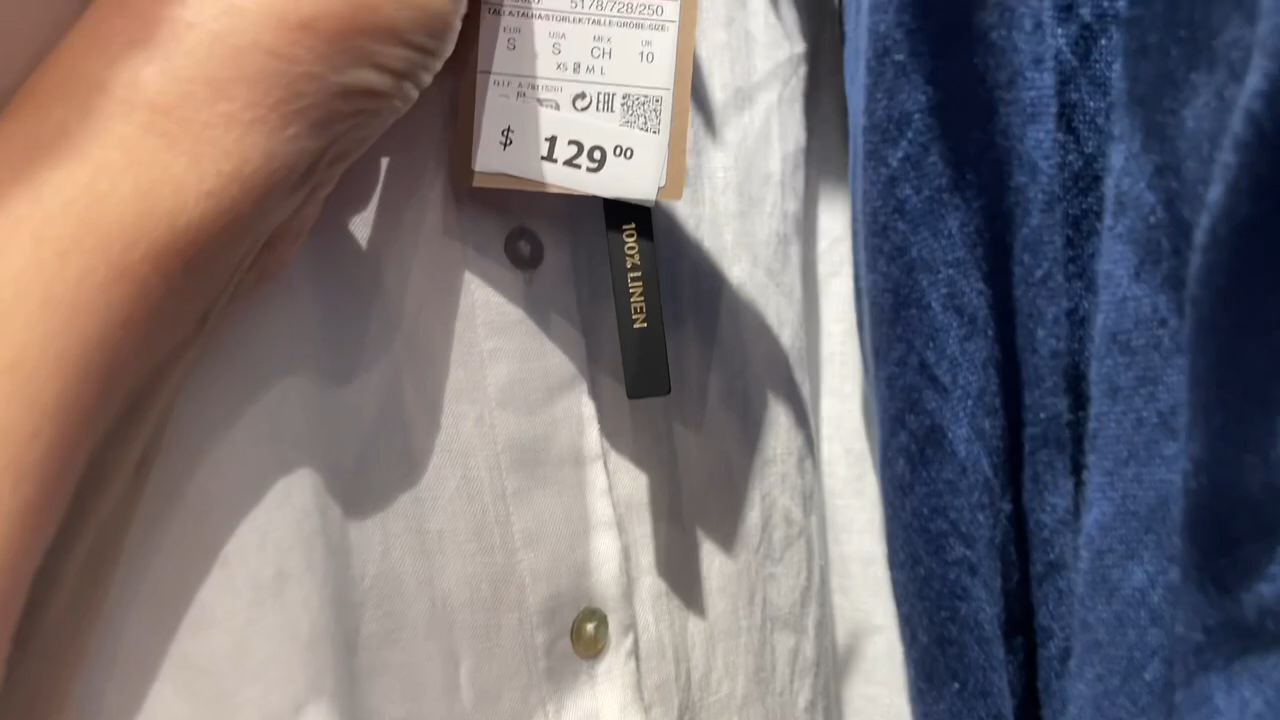 5178/728/250
TALLA/TALHA/STORLEK/TAILLE/GRÖßE/SIZE:
EUR USA MEX UK
S S CH 10
XS S M L
N.I.F. A-78115201
EAC
$ 129 00
100% LINEN